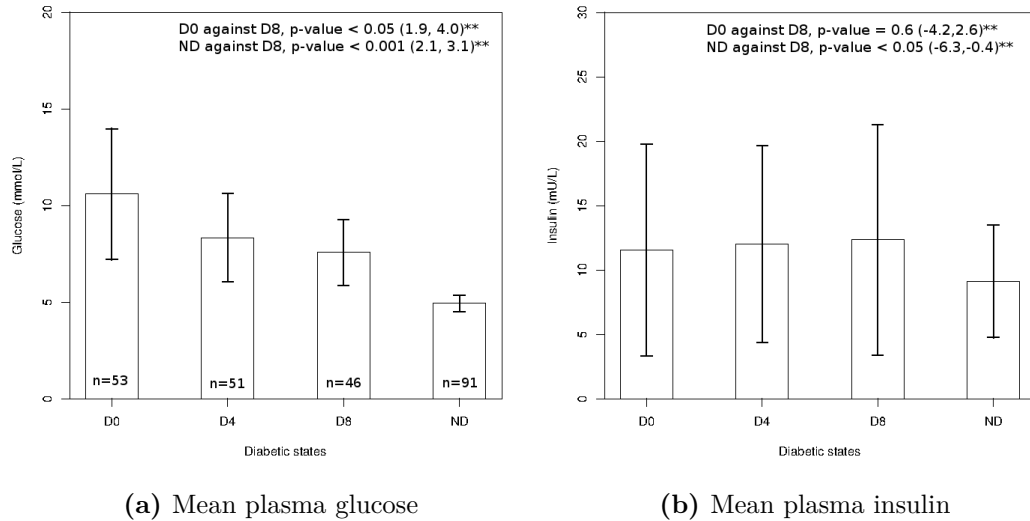 D0 against D8, p-value < 0.05 (1.9, 4.0)**
ND against D8, p-value < 0.001 (2.1, 3.1)**
20
15
10
5
0
Glucose (mmol/L)
n=53
n=51
n=46
n=91
D0
D4
D8
ND
Diabetic states
(a) Mean plasma glucose
D0 against D8, p-value = 0.6 (-4.2,2.6)**
ND against D8, p-value < 0.05 (-6.3,-0.4)**
30
25
20
15
10
5
0
Insulin (mU/L)
D0
D4
D8
ND
Diabetic states
(b) Mean plasma insulin